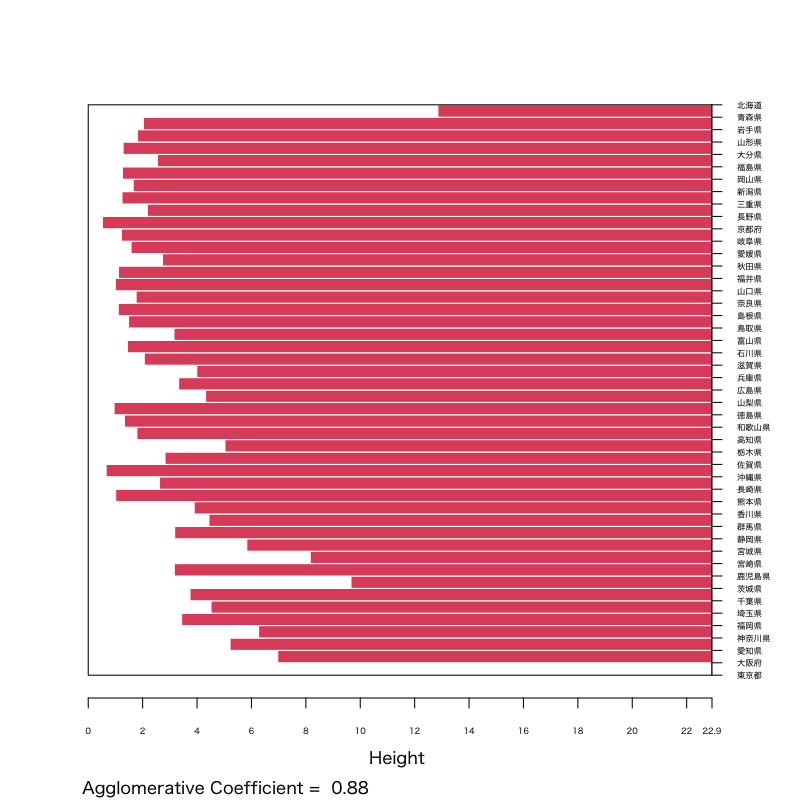 北海道
青森県
岩手県
山形県
大分県
福島県
岡山県
新潟県
三重県
長野県
京都府
岐阜県
愛媛県
秋田県
福井県
山口県
奈良県
島根県
鳥取県
富山県
石川県
滋賀県
兵庫県
広島県
山梨県
徳島県
和歌山県
高知県
栃木県
佐賀県
沖縄県
長崎県
熊本県
香川県
群馬県
静岡県
宮城県
宮崎県
鹿児島県
茨城県
千葉県
埼玉県
福岡県
神奈川県
愛知県
大阪府
東京都
0 2 4 6 8 10 12 14 16 18 20 22 22.9
Height
Agglomerative Coefficient = 0.88